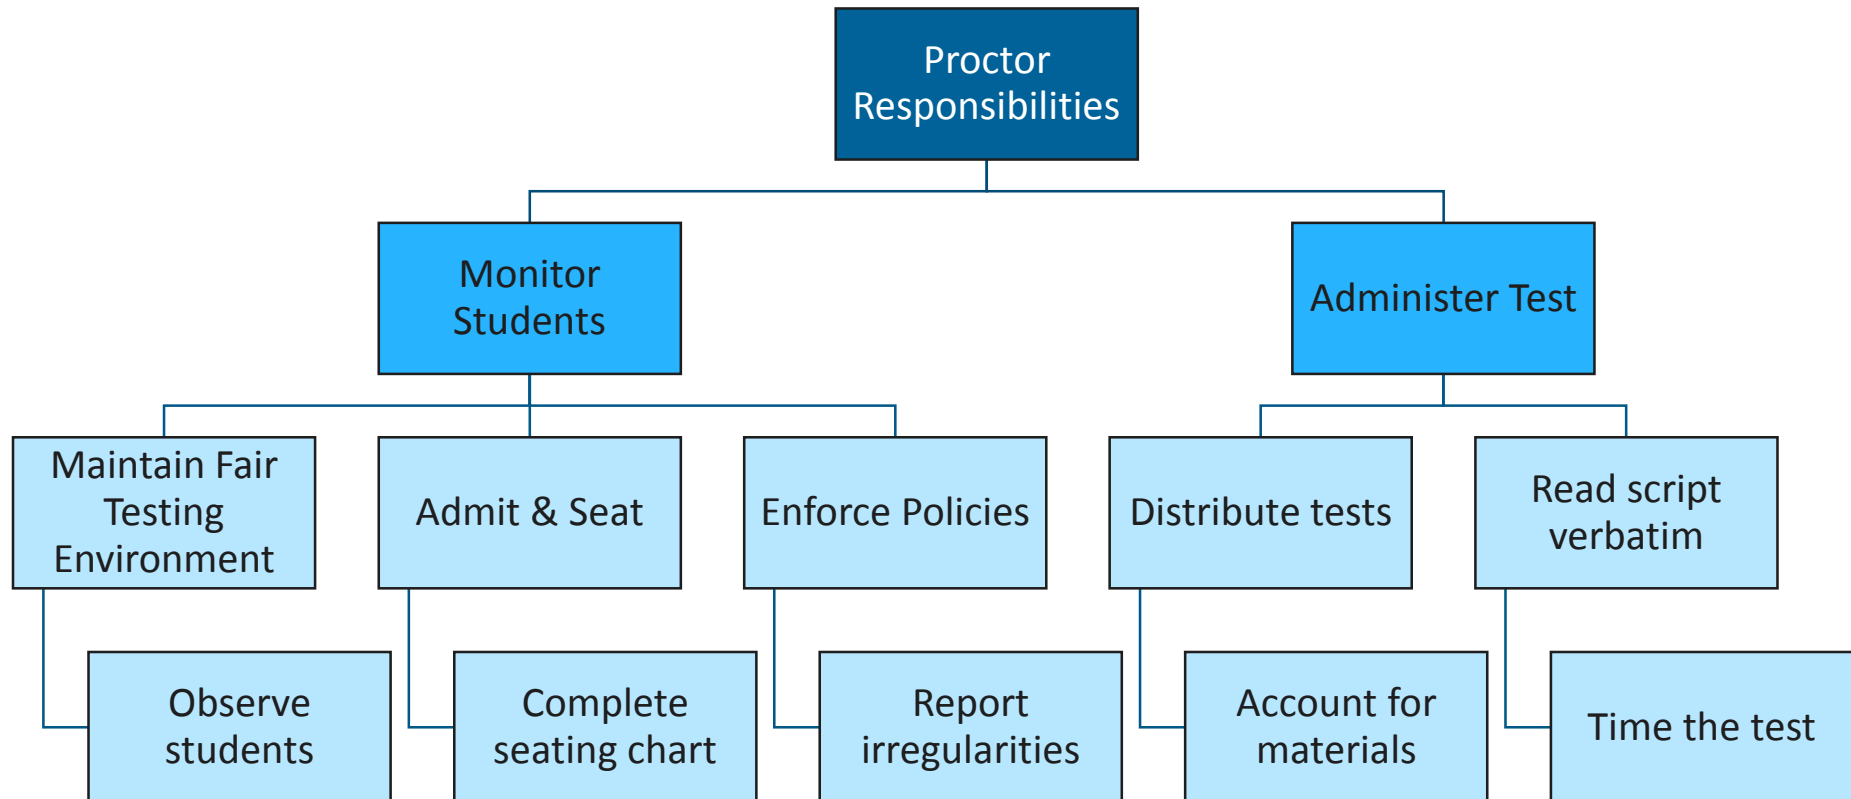 Proctor
Responsibilities
Monitor
Students
Administer Test
Maintain Fair
Testing
Environment
Admit & Seat
Enforce Policies
Distribute tests
Read script
verbatim
Observe
students
Complete
seating chart
Report
irregularities
Account for
materials
Time the test